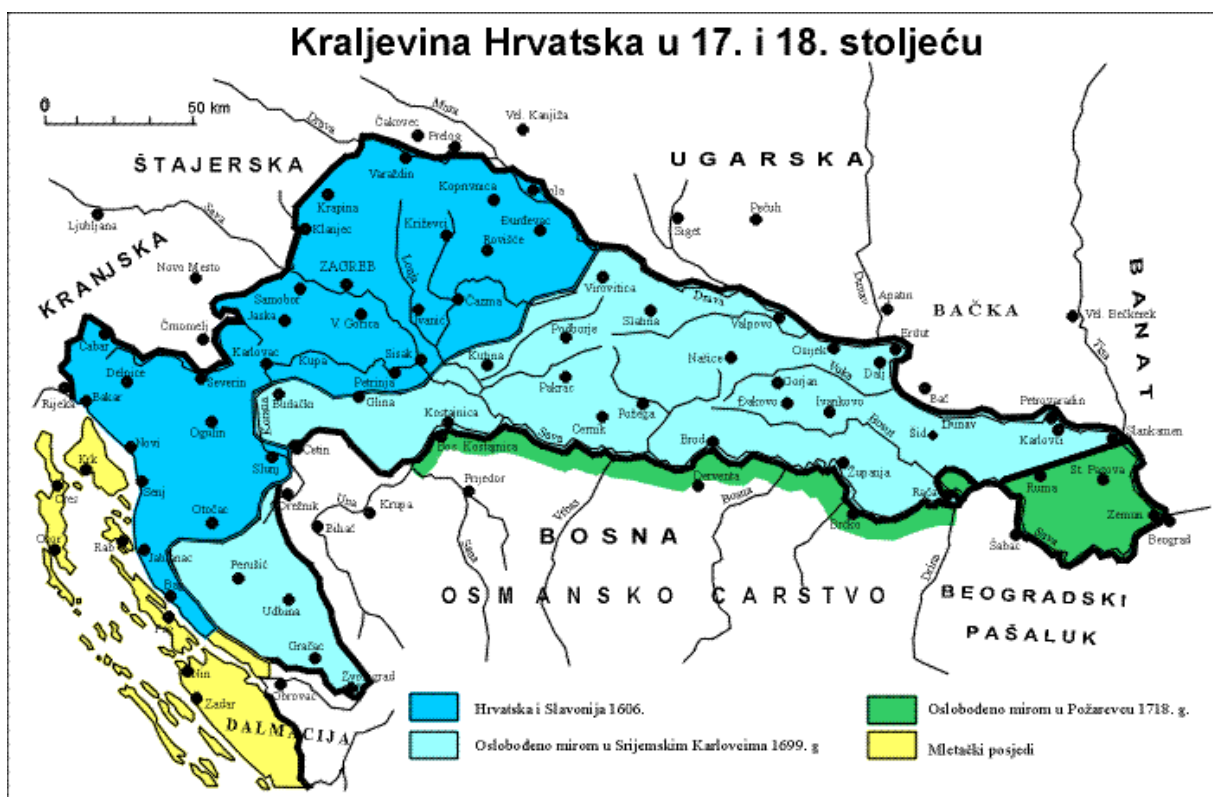 Kraljevina Hrvatska u 17. i 18. stoljeću
0
50 km
Drava
Mura
Vel. Kanjiža
Čakovec
Prelog
ŠTAJERSKA
UGARSKA
Varaždin
Koprivnica
Krapina
Ljubljana
Sava
Klanjec
Križevci
Đurđevac
Rovišće
Siget
Pečuh
KRANJSKA
Novo Mesto
ZAGREB
Lonja
Dunav
BANAT
Samobor
Čazma
Virovitica
Drava
Apatin
BAČKA
Vel. Bečkerek
Jaska
V. Gorica
Ivanić
Slatina
Valpovo
Črnomelj
Podborje
Erdut
Tisa
Čabar
Karlovac
Kupa
Sisak
Kutina
Našice
Osijek
Vuka
Dalj
Delnice
Severin
Petrinja
Pakrac
Gorjan
Bač
Rijeka
Bakar
Budački
Glina
Đakovo
Ivankovo
Petrovaradin
Ogulin
Korana
Kostajnica
Požega
Cernik
Bosut
Dunav
Karlovci
Slankamen
Novi
Cetin
Bos. Kostajnica
Sava
Brod
Šid
Krk
Slunj
Županja
St. Pazova
Cres
Senj
Drežnik
Una
Krupa
Prijedor
Derventa
Bosna
Rača
Ruma
Otočac
Bihać
Vrbas
BOSNA
Brčko
Zemun
Rab
Jablanac
Sana
Drina
Šabac
Sava
Beograd
Perušić
Udbina
OSMANSKO CARSTVO
BEOGRADSKI
PAŠALUK
Gračac
Nin
Zvonigrad
Obrovac
Zadar
DALMACIJA
Hrvatska i Slavonija 1606.
Oslobođeno mirom u Požarevcu 1718. g.
Oslobođeno mirom u Srijemskim Karlovcima 1699. g
Mletački posjedi